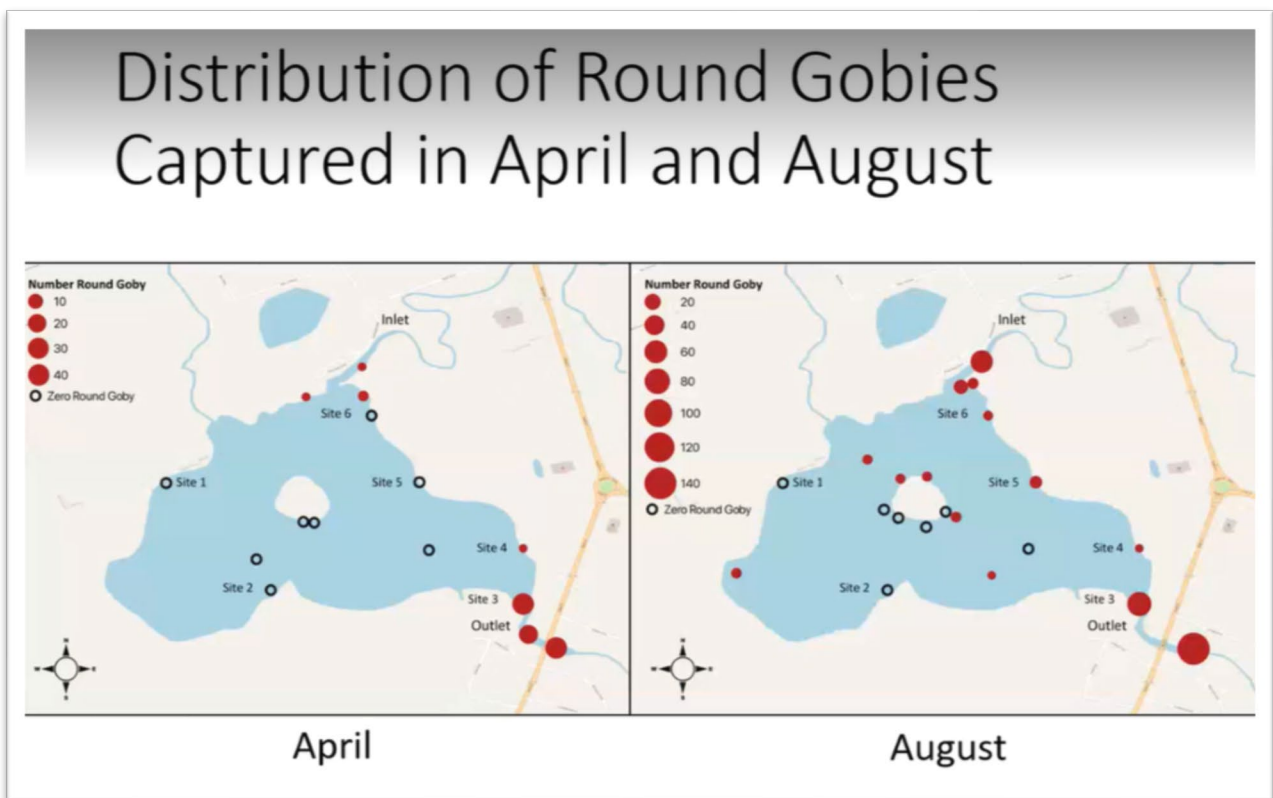 Distribution of Round Gobies
Captured in April and August
Number Round Goby
10
20
30
40
Zero Round Goby
Inlet
Site 6
Site 1
Site 5
Site 4
Site 2
Site 3
Outlet
N
W E
S
April
Number Round Goby
20
40
60
80
100
120
140
Zero Round Goby
Inlet
Site 6
Site 1
Site 5
Site 4
Site 2
Site 3
Outlet
N
W E
S
August